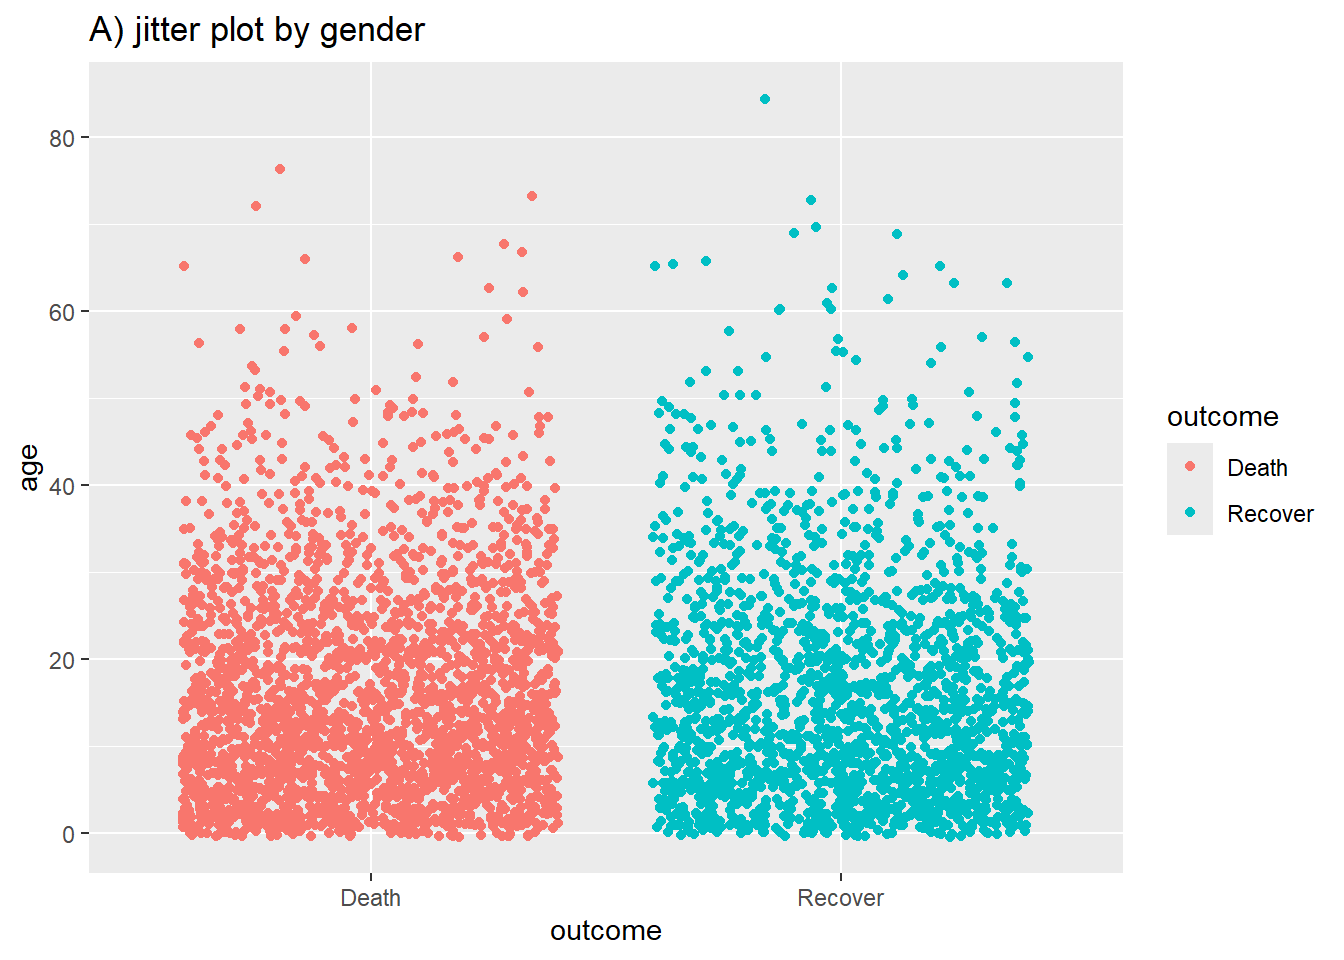 A) jitter plot by gender
80
60
40
20
0
age
Death
Recover
outcome
outcome
Death
Recover